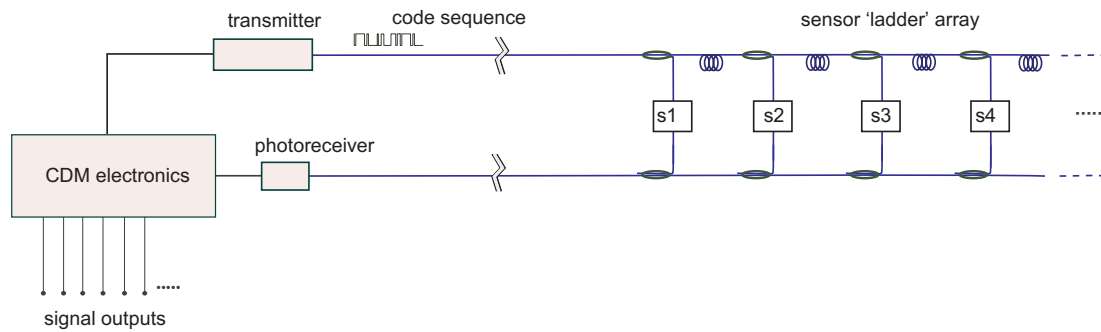 transmitter
code sequence
sensor ‘ladder’ array
s1
s2
s3
s4
photoreceiver
CDM electronics
signal outputs